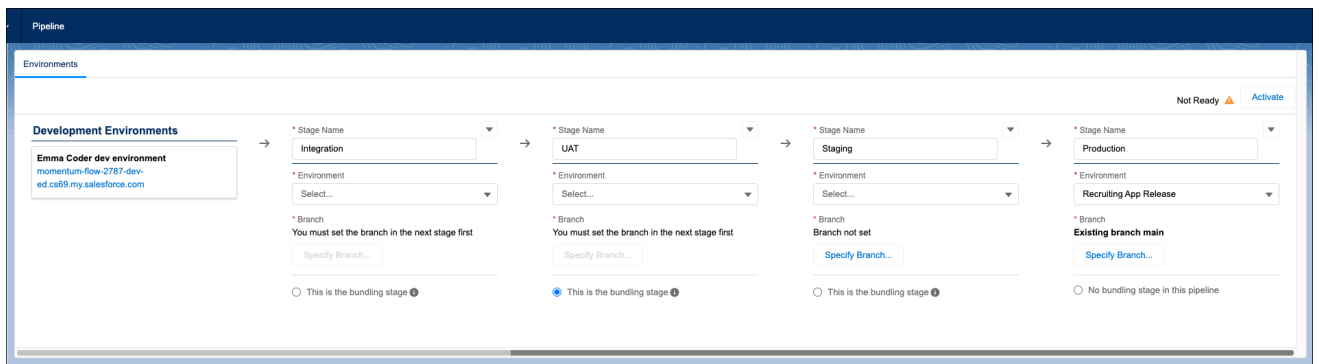 Pipeline
Environments
Not Ready
Activate
Development Environments
Emma Coder dev environment
momentum-flow-2787-dev-
ed.cs69.my.salesforce.com
* Stage Name
Integration
* Environment
Select...
* Branch
You must set the branch in the next stage first
Specify Branch...
This is the bundling stage
* Stage Name
UAT
* Environment
Select...
* Branch
You must set the branch in the next stage first
Specify Branch...
This is the bundling stage
* Stage Name
Staging
* Environment
Select...
* Branch
Branch not set
Specify Branch...
This is the bundling stage
* Stage Name
Production
* Environment
Recruiting App Release
* Branch
Existing branch main
Specify Branch...
No bundling stage in this pipeline